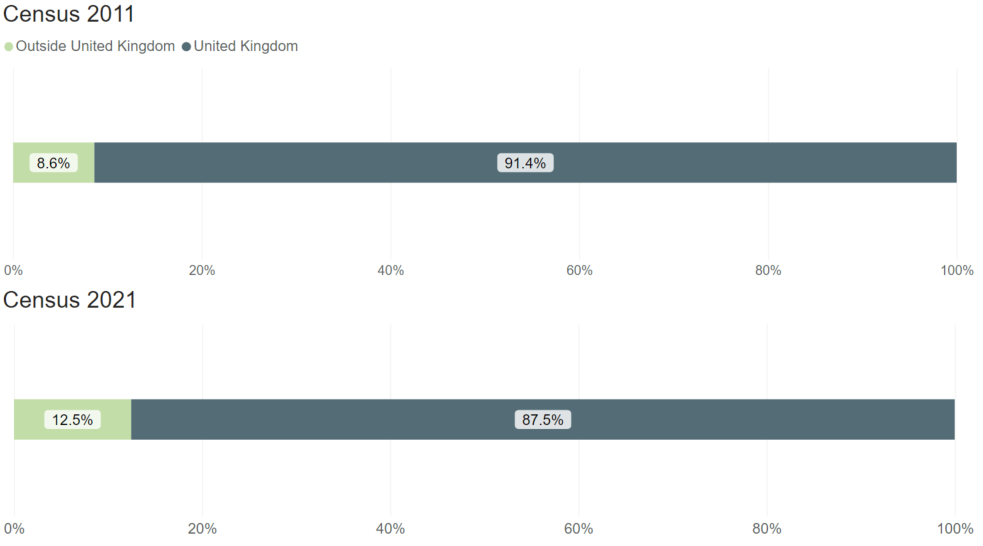 Census 2011
Outside United Kingdom United Kingdom
8.6% 91.4%
0% 20% 40% 60% 80% 100%
Census 2021
12.5% 87.5%
0% 20% 40% 60% 80% 100%